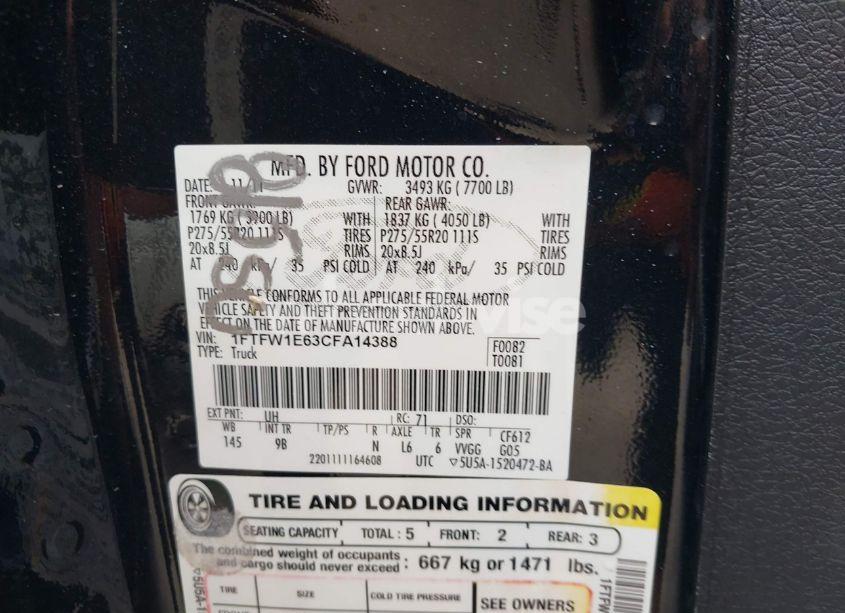 MFD. BY FORD MOTOR CO.
DATE: 11/11 GVWR: 3493 KG ( 7700 LB)
FRONT GAWR: REAR GAWR:
1769 KG ( 3900 LB) WITH 1837 KG ( 4050 LB) WITH
P275/55R20 111S TIRES P275/55R20 111S TIRES
20x8.5J RIMS 20x8.5J RIMS
AT 240 kPa/ 35 PSI COLD AT 240 kPa/ 35 PSI COLD
THIS VEHICLE CONFORMS TO ALL APPLICABLE FEDERAL MOTOR
VEHICLE SAFETY AND THEFT PREVENTION STANDARDS IN
EFFECT ON THE DATE OF MANUFACTURE SHOWN ABOVE.
VIN: 1FTFW1E63CFA14388 F0082
TYPE: Truck T0081
EXT PNT: UH RC: 71 DSO:
WB INT TR TP/PS R AXLE TR SPR CF612
145 9B N L6 6 VVGG G05
2201111164608 UTC ▽5U5A-1520472-BA
TIRE AND LOADING INFORMATION
SEATING CAPACITY TOTAL : 5 FRONT: 2 REAR: 3
The combined weight of occupants
and cargo should never exceed : 667 kg or 1471 lbs.
TIRE SIZE COLD TIRE PRESSURE SEE OWNERS
▽5U5A-1
1FTFW